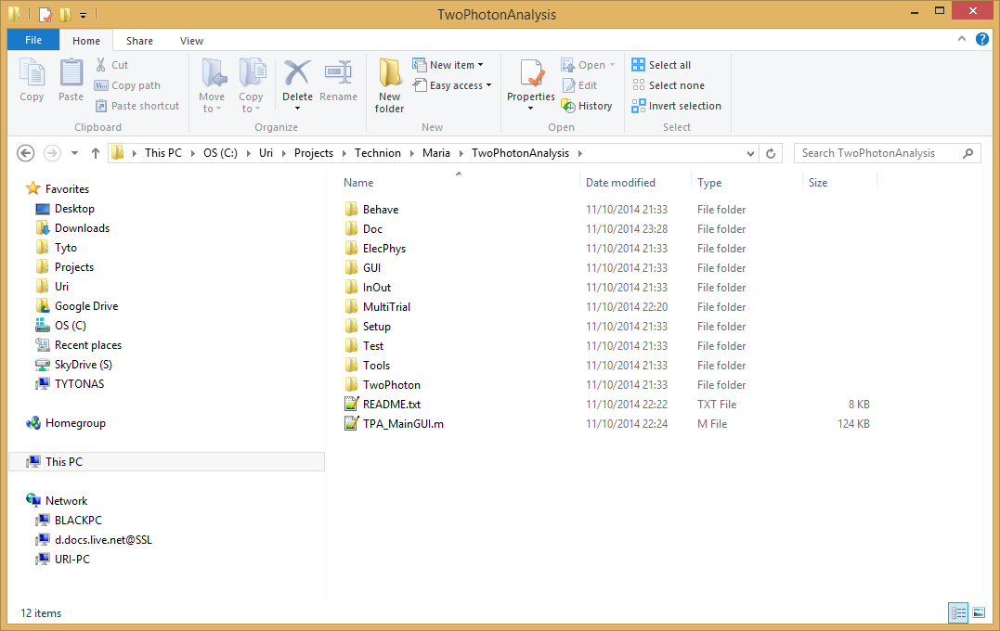 TwoPhotonAnalysis
File Home Share View
Copy Paste Cut Copy path Paste shortcut Clipboard
Move to Copy to Delete Rename Organize
New folder New item Easy access New
Properties Open Edit History Open
Select all Select none Invert selection Select
This PC OS (C:) Uri Projects Technion Maria TwoPhotonAnalysis Search TwoPhotonAnalysis
Favorites
Desktop
Downloads
Tyto
Projects
Uri
Google Drive
OS (C)
Recent places
SkyDrive (S)
TYTONAS
Homegroup
This PC
Network
BLACKPC
d.docs.live.net@SSL
URI-PC
Name Date modified Type Size
Behave 11/10/2014 21:33 File folder
Doc 11/10/2014 23:28 File folder
ElecPhys 11/10/2014 21:33 File folder
GUI 11/10/2014 21:33 File folder
InOut 11/10/2014 21:33 File folder
MultiTrial 11/10/2014 22:20 File folder
Setup 11/10/2014 21:33 File folder
Test 11/10/2014 21:33 File folder
Tools 11/10/2014 21:33 File folder
TwoPhoton 11/10/2014 21:33 File folder
README.txt 11/10/2014 22:22 TXT File 8 KB
TPA_MainGUI.m 11/10/2014 22:24 M File 124 KB
12 items